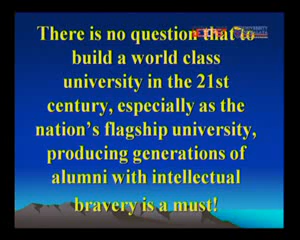 There is no question that to
build a world class
university in the 21st
century, especially as the
nation's flagship university,
producing generations of
alumni with intellectual
bravery is a must!